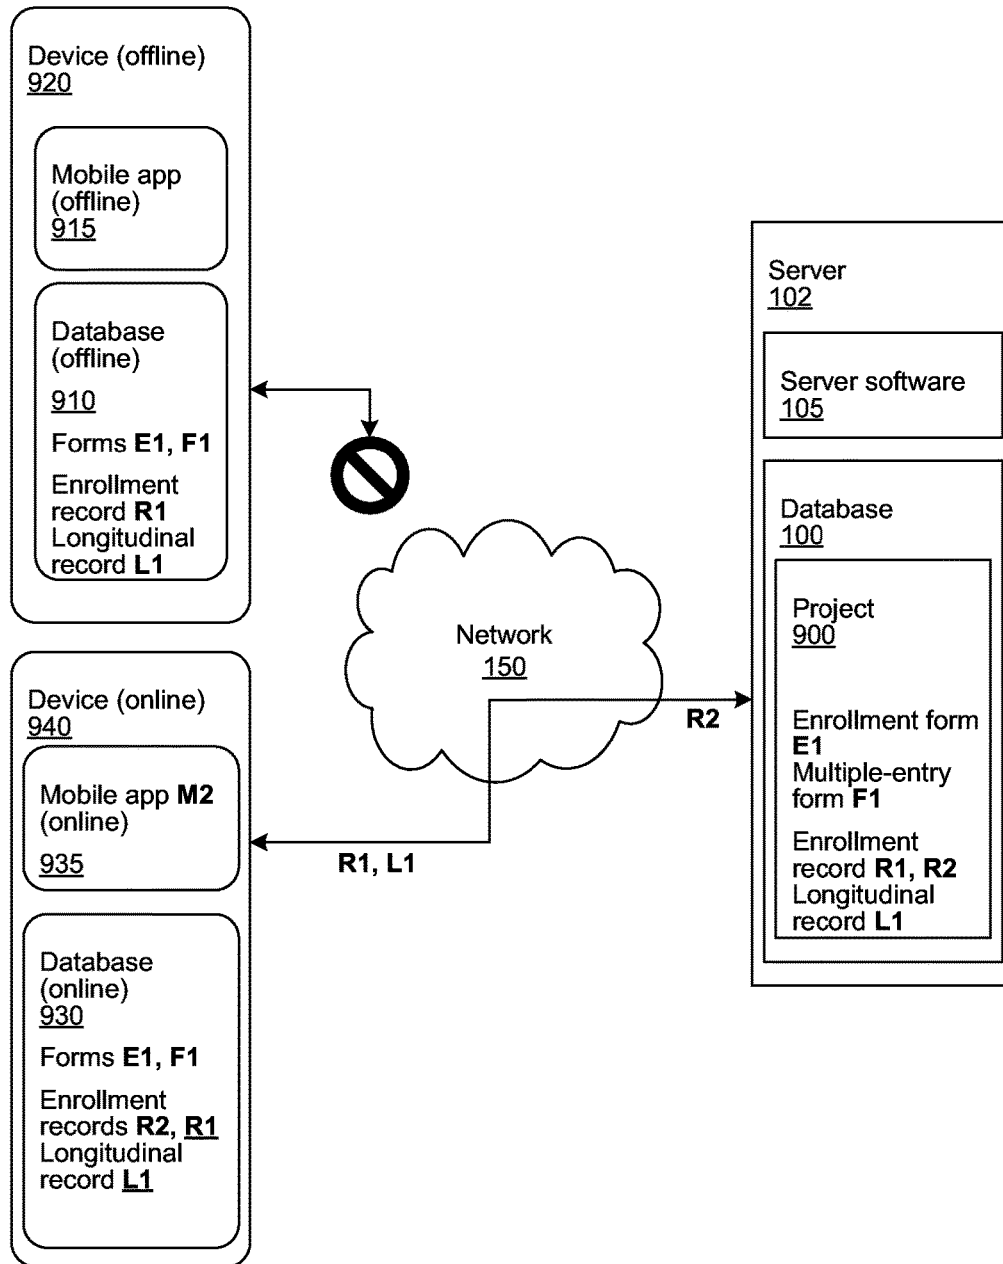 Device (offline)
920
Mobile app
(offline)
915
Database
(offline)
910
Forms E1, F1
Enrollment
record R1
Longitudinal
record L1
Device (online)
940
Mobile app M2
(online)
935
Database
(online)
930
Forms E1, F1
Enrollment
records R2, R1
Longitudinal
record L1
Network
150
R2
R1, L1
Server
102
Server software
105
Database
100
Project
900
Enrollment form
E1
Multiple-entry
form F1
Enrollment
record R1, R2
Longitudinal
record L1